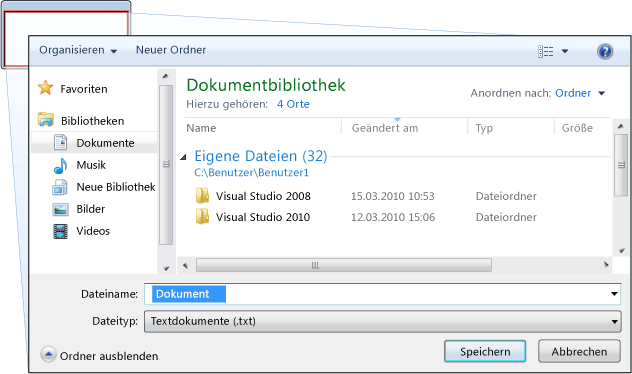 Organisieren Neuer Ordner
Favoriten
Bibliotheken
Dokumente
Musik
Neue Bibliothek
Bilder
Videos
Dokumentbibliothek
Hierzu gehören: 4 Orte
Anordnen nach: Ordner
Name Geändert am Typ Größe
Eigene Dateien (32)
C:\Benutzer\Benutzer1
Visual Studio 2008 15.03.2010 10:53 Dateiordner
Visual Studio 2010 12.03.2010 15:06 Dateiordner
Dateiname: Dokument
Dateityp: Textdokumente (.txt)
Ordner ausblenden
Speichern Abbrechen